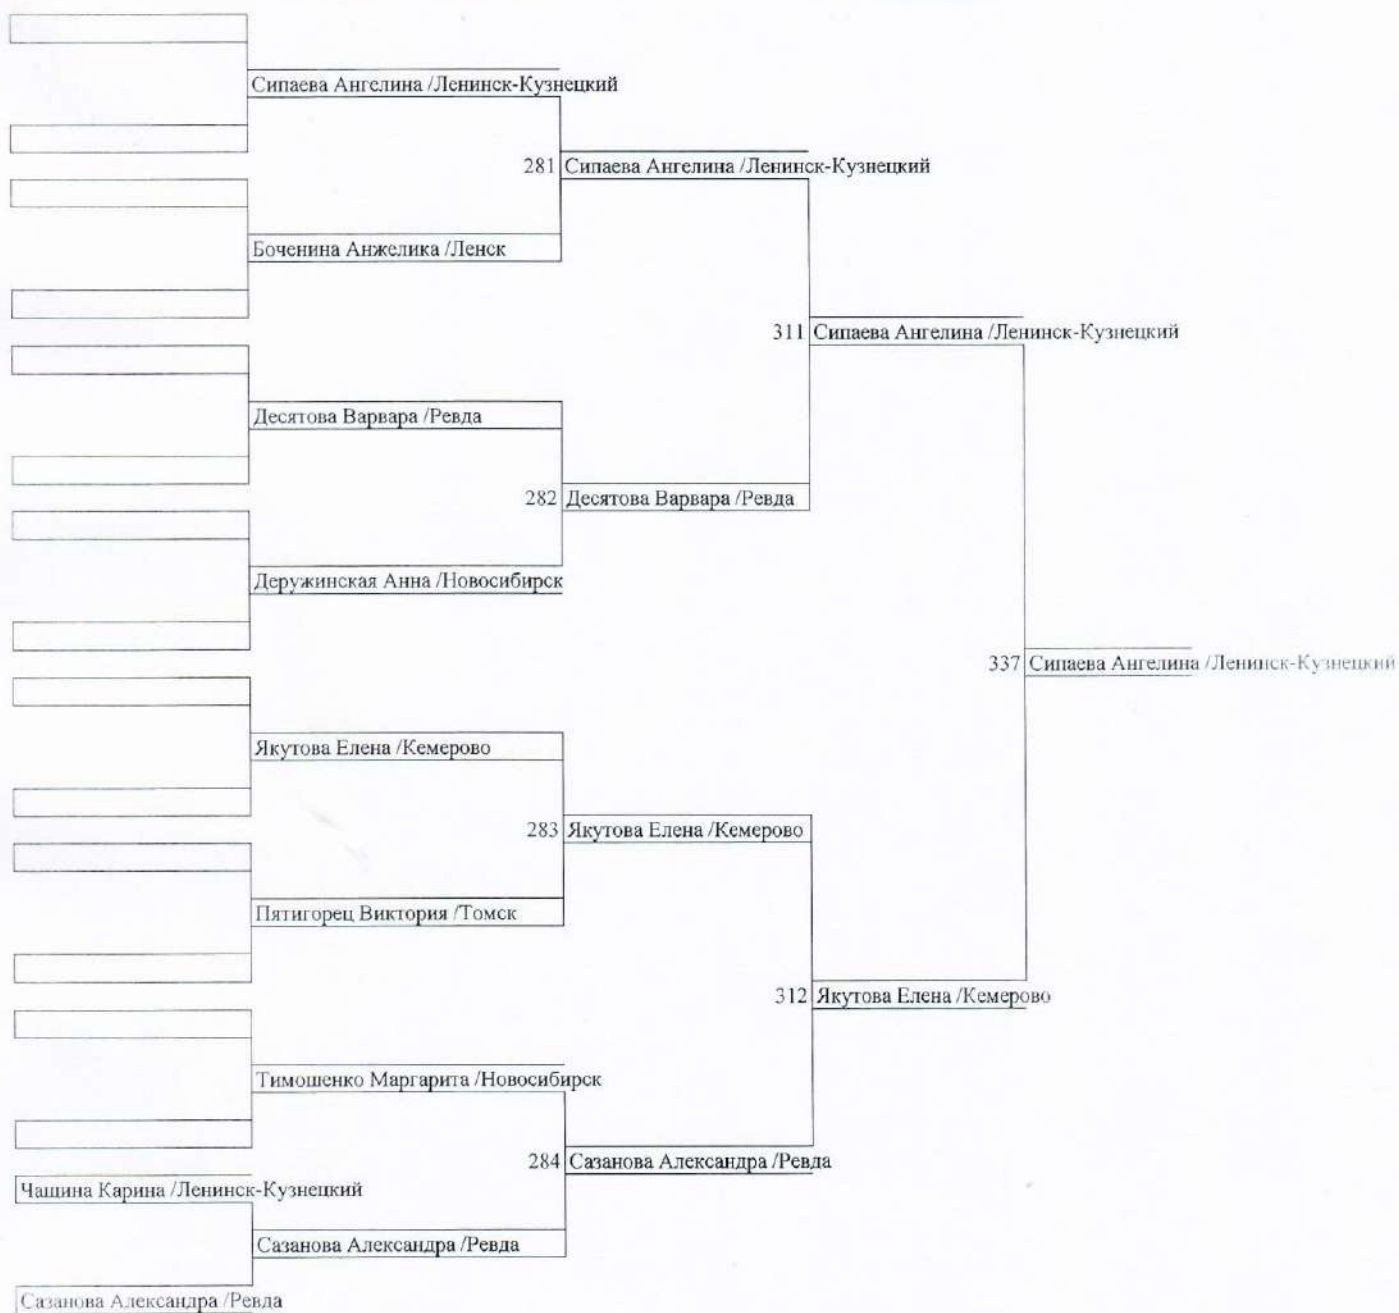 Сипаева Ангелина /Ленинск-Кузнецкий
281 Сипаева Ангелина /Ленинск-Кузнецкий
Боченина Анжелика /Ленск
311 Сипаева Ангелина /Ленинск-Кузнецкий
Десятова Варвара /Ревда
282 Десятова Варвара /Ревда
Деружинская Анна /Новосибирск
337 Сипаева Ангелина /Ленинск-Кузнецкий
Якутова Елена /Кемерово
283 Якутова Елена /Кемерово
Пятигорец Виктория /Томск
312 Якутова Елена /Кемерово
Тимошенко Маргарита /Новосибирск
284 Сазанова Александра /Ревда
Чащина Карина /Ленинск-Кузнецкий
Сазанова Александра /Ревда
Сазанова Александра /Ревда